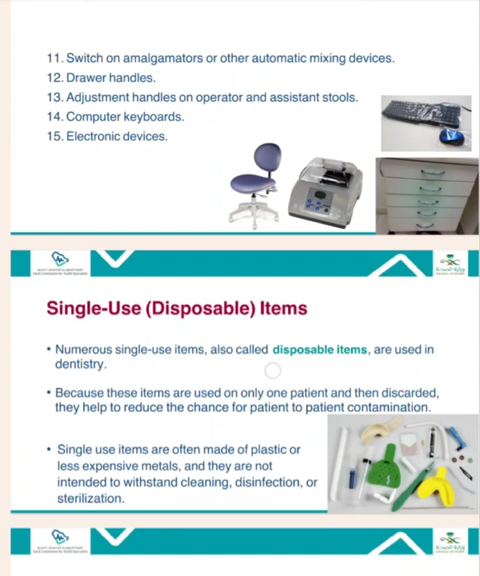 11. Switch on amalgamators or other automatic mixing devices.
12. Drawer handles.
13. Adjustment handles on operator and assistant stools.
14. Computer keyboards.
15. Electronic devices.
وزارة الصحة
Single-Use (Disposable) Items
• Numerous single-use items, also called disposable items, are used in
dentistry.
• Because these items are used on only one patient and then discarded,
they help to reduce the chance for patient to patient contamination.
• Single use items are often made of plastic or
less expensive metals, and they are not
intended to withstand cleaning, disinfection, or
sterilization.
وزارة الصحة